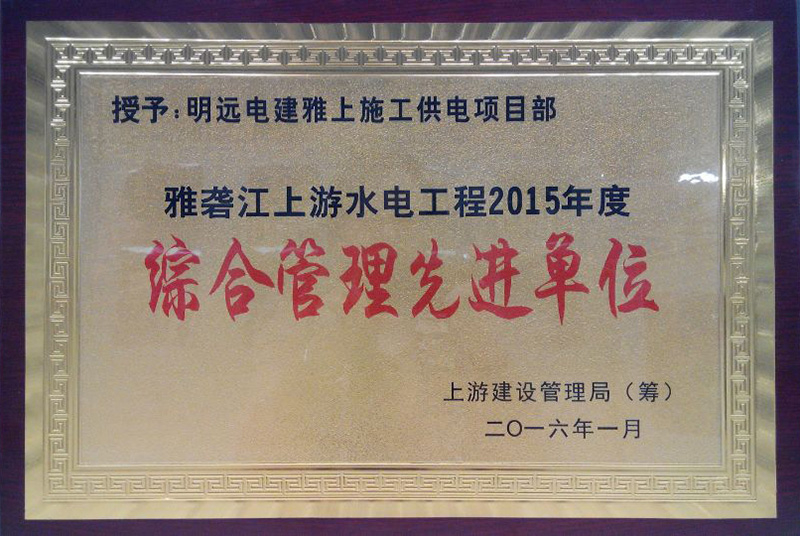 授予:明远电建雅上施工供电项目部
雅砻江上游水电工程2015年度
综合管理先进单位
上游建设管理局（筹）
二〇一六年一月